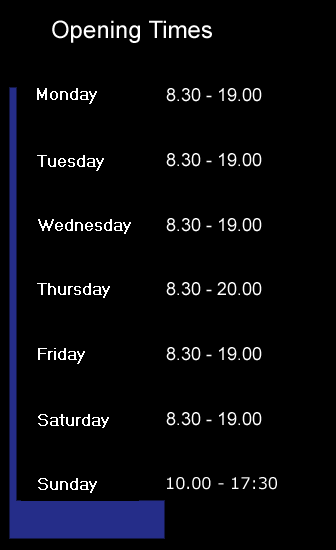 Opening Times
Monday 8.30 - 19.00
Tuesday 8.30 - 19.00
Wednesday 8.30 - 19.00
Thursday 8.30 - 20.00
Friday 8.30 - 19.00
Saturday 8.30 - 19.00
Sunday 10.00 - 17:30